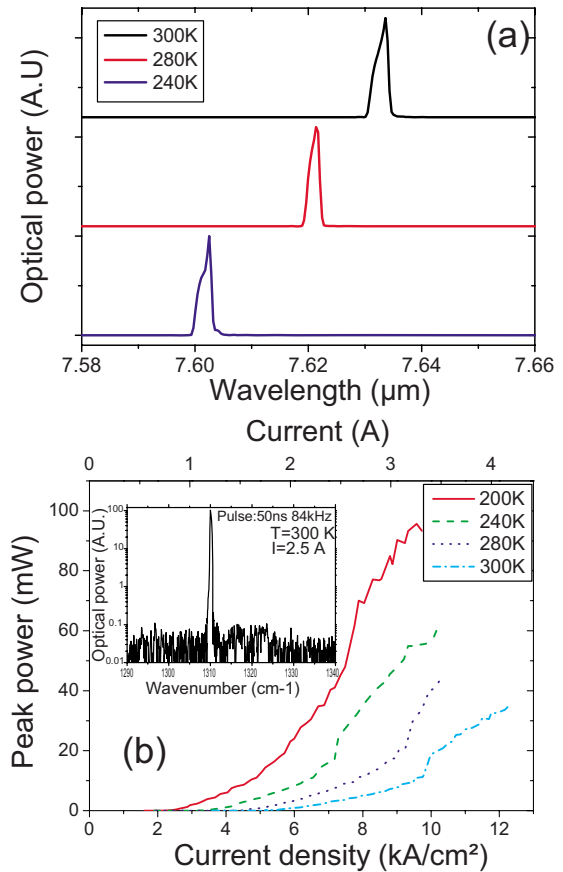 (a)
300K
280K
240K
Optical power (A.U)
7.58 7.60 7.62 7.64 7.66
Wavelength (µm)
Current (A)
0 1 2 3 4
200K
240K
280K
300K
Pulse:50ns 84kHz
T=300 K
I=2.5 A
Optical power (A.U.)
100
10
1
0.1
0.01
1290 1300 1310 1320 1330 1340
Wavenumber (cm-1)
Peak power (mW)
100
80
60
40
20
0
(b)
0 2 4 6 8 10 12
Current density (kA/cm²)